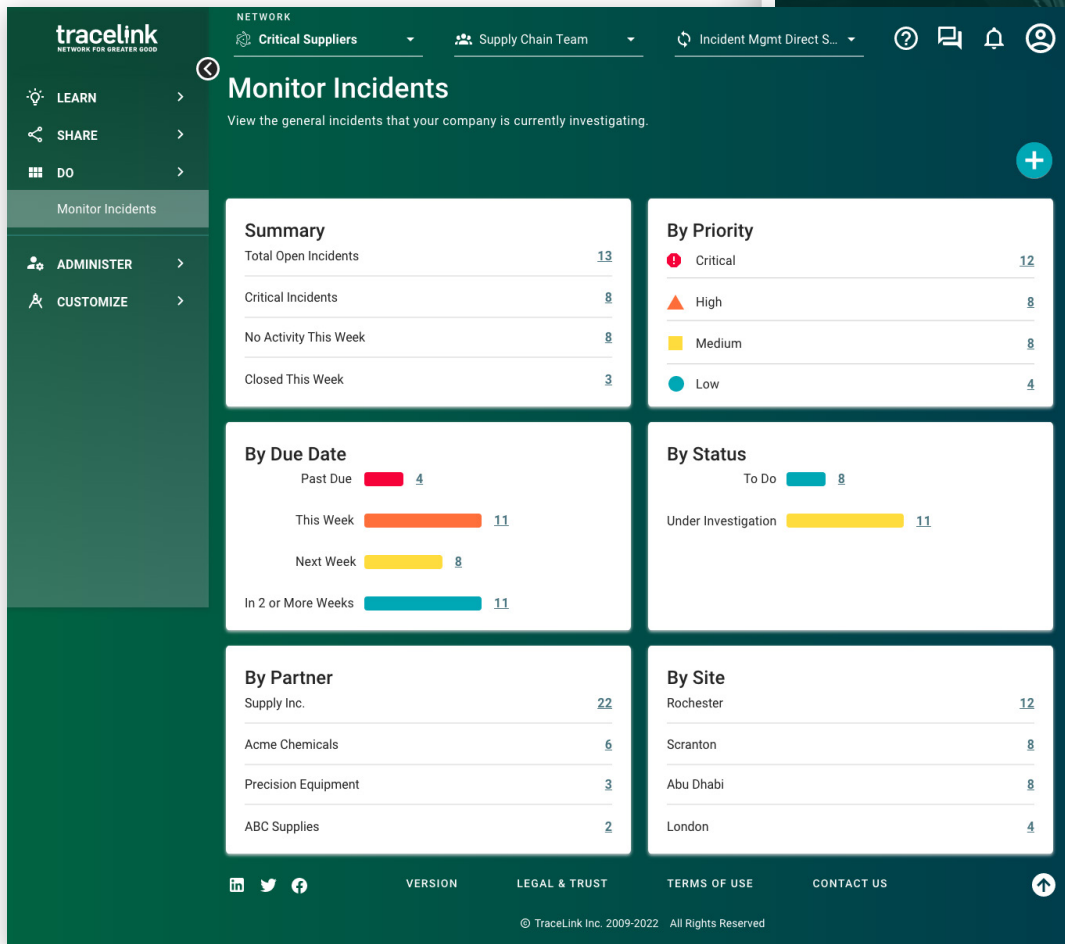 tracelink
NETWORK FOR GREATER GOOD
NETWORK
Critical Suppliers
Supply Chain Team
Incident Mgmt Direct S...
LEARN
SHARE
DO
Monitor Incidents
ADMINISTER
CUSTOMIZE
Monitor Incidents
View the general incidents that your company is currently investigating.
Summary
Total Open Incidents 13
Critical Incidents 8
No Activity This Week 8
Closed This Week 3
By Priority
Critical 12
High 8
Medium 8
Low 4
By Due Date
Past Due 4
This Week 11
Next Week 8
In 2 or More Weeks 11
By Status
To Do 8
Under Investigation 11
By Partner
Supply Inc. 22
Acme Chemicals 6
Precision Equipment 3
ABC Supplies 2
By Site
Rochester 12
Scranton 8
Abu Dhabi 8
London 4
VERSION LEGAL & TRUST TERMS OF USE CONTACT US
© TraceLink Inc. 2009-2022 All Rights Reserved